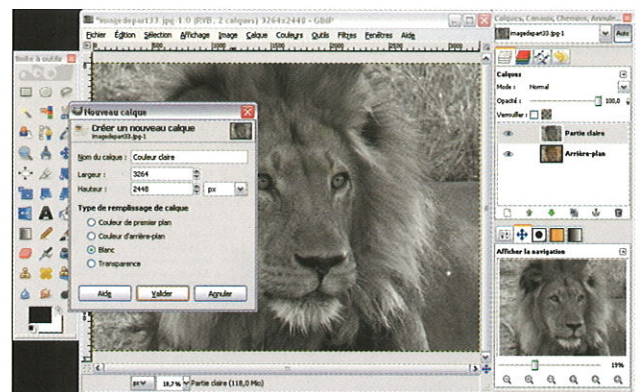 *imagedepart33.jpg-1.0 (RVB, 2 calques) 3264x2448 - GIMP
Fichier Édition Sélection Affichage Image Calque Couleurs Outils Filtres Fenêtres Aide
Boîte à outils
Nouveau calque
Créer un nouveau calque
imagedepart33.jpg-1
Nom du calque : Couleur claire
Largeur : 3264
Hauteur : 2448 px
Type de remplissage de calque
Couleur de premier plan
Couleur d'arrière-plan
Blanc
Transparence
Aide Valider Annuler
px 18,7% Partie claire (118,0 Mio)
Calques, Canaux, Chemins, Annule...
imagedepart33.jpg-1 Auto
Calques
Mode : Normal
Opacité : 100,0
Verrouiller :
Partie claire
Arrière-plan
Afficher la navigation
19%